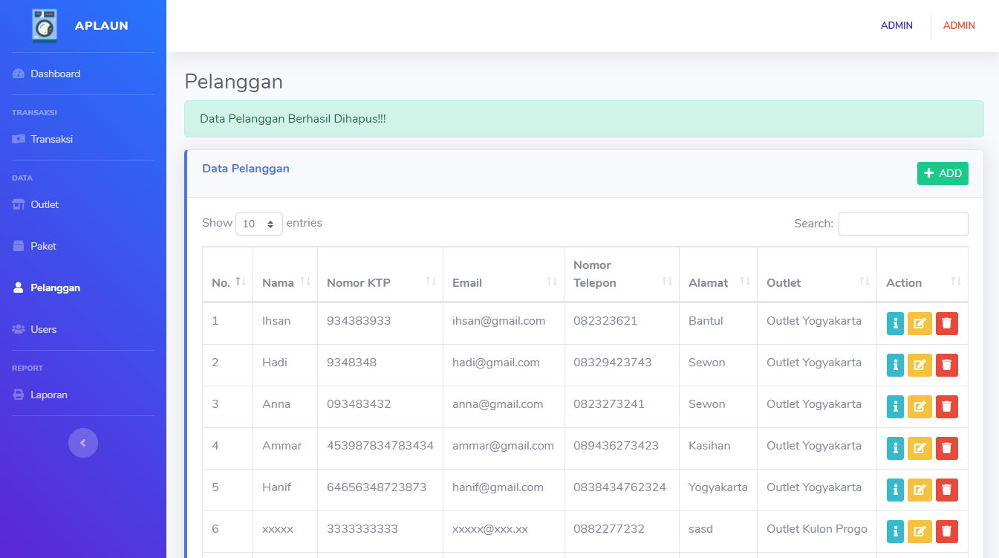 APLAUN
ADMIN ADMIN
Dashboard
TRANSAKSI
Transaksi
DATA
Outlet
Paket
Pelanggan
Users
REPORT
Laporan
Pelanggan
Data Pelanggan Berhasil Dihapus!!!
Data Pelanggan
ADD
Show 10 entries
Search:
No. Nama Nomor KTP Email Nomor Telepon Alamat Outlet Action
1 Ihsan 934383933 ihsan@gmail.com 082323621 Bantul Outlet Yogyakarta
2 Hadi 9348348 hadi@gmail.com 08329423743 Sewon Outlet Yogyakarta
3 Anna 093483432 anna@gmail.com 0823273241 Sewon Outlet Yogyakarta
4 Ammar 453987834783434 ammar@gmail.com 089436273423 Kasihan Outlet Yogyakarta
5 Hanif 64656348723873 hanif@gmail.com 0838434762324 Yogyakarta Outlet Yogyakarta
6 xxxxx 3333333333 xxxxx@xxx.xx 0882277232 sasd Outlet Kulon Progo